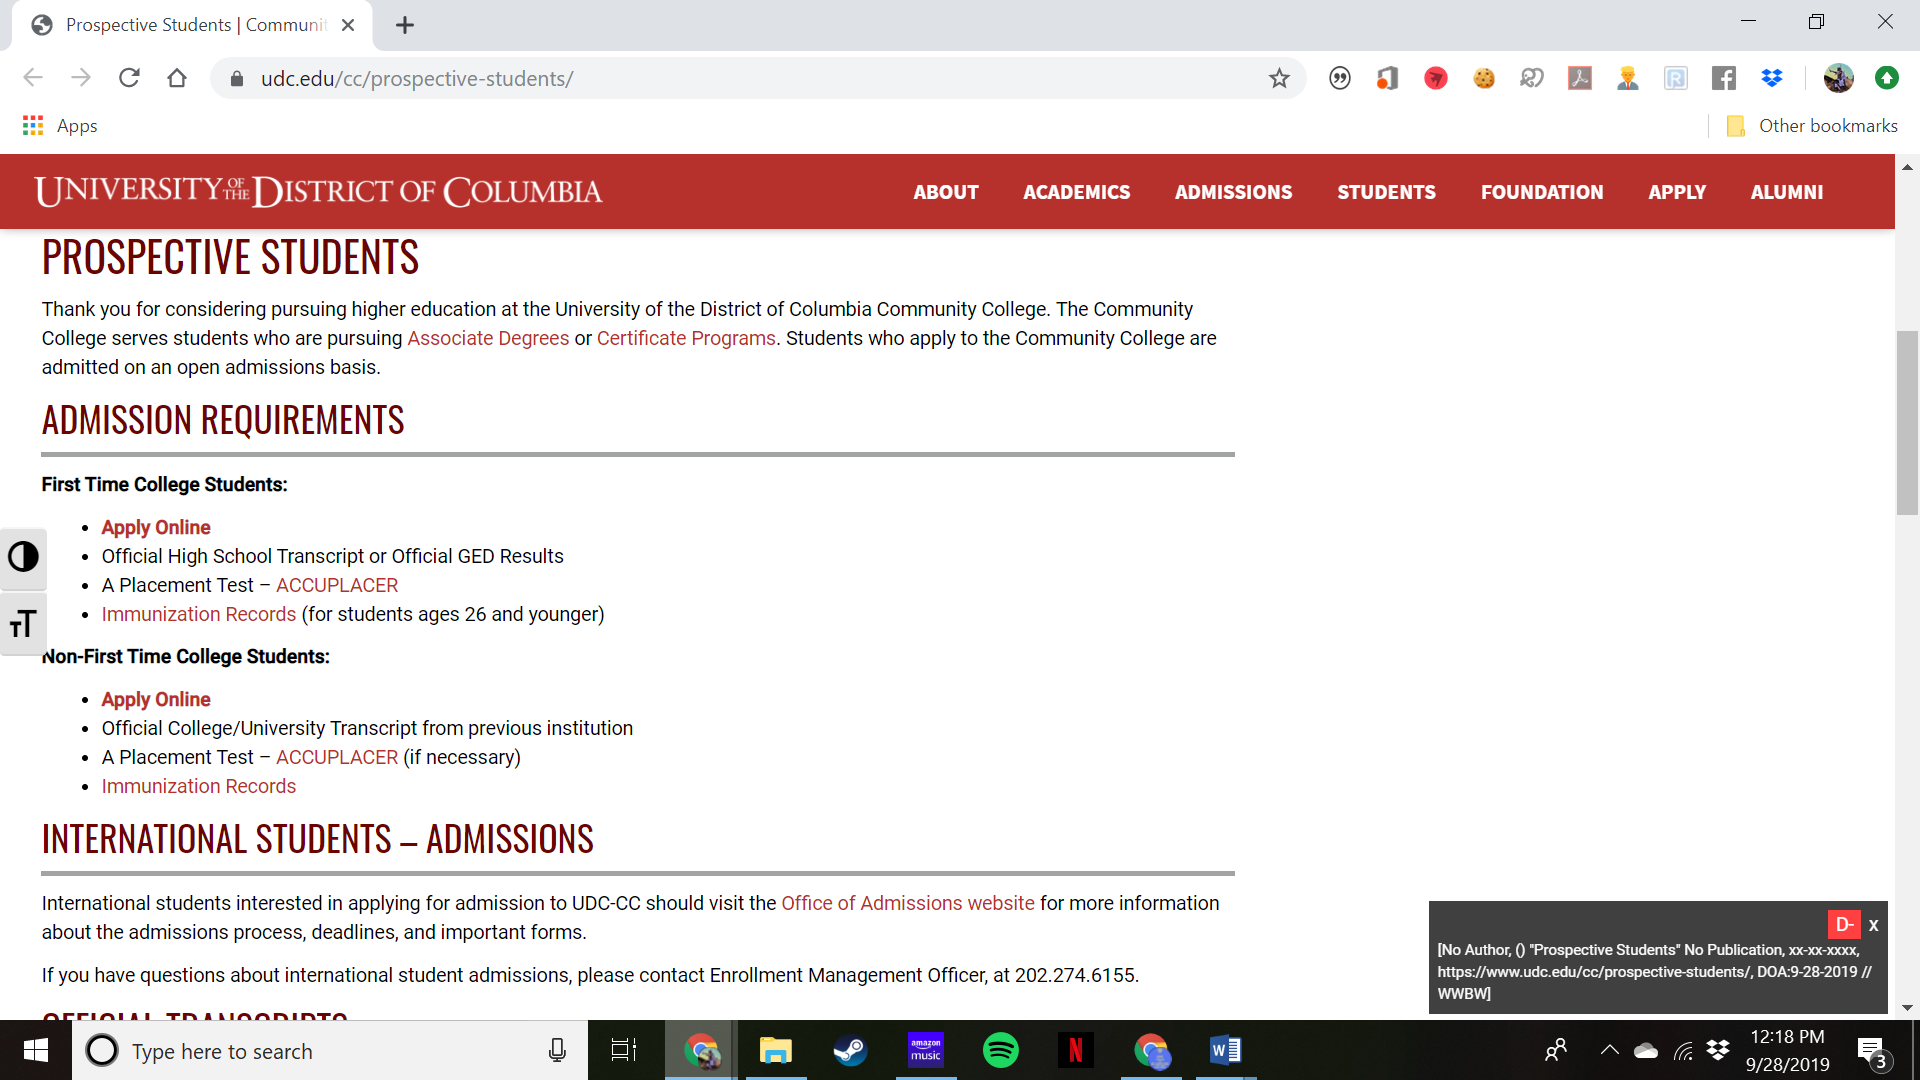 Prospective Students | Communit
udc.edu/cc/prospective-students/
Apps
Other bookmarks
UNIVERSITY OF THE DISTRICT OF COLUMBIA
ABOUT ACADEMICS ADMISSIONS STUDENTS FOUNDATION APPLY ALUMNI
PROSPECTIVE STUDENTS
Thank you for considering pursuing higher education at the University of the District of Columbia Community College. The Community
College serves students who are pursuing Associate Degrees or Certificate Programs. Students who apply to the Community College are
admitted on an open admissions basis.
ADMISSION REQUIREMENTS
First Time College Students:
• Apply Online
• Official High School Transcript or Official GED Results
• A Placement Test – ACCUPLACER
• Immunization Records (for students ages 26 and younger)
TT
Non-First Time College Students:
• Apply Online
• Official College/University Transcript from previous institution
• A Placement Test – ACCUPLACER (if necessary)
• Immunization Records
INTERNATIONAL STUDENTS – ADMISSIONS
International students interested in applying for admission to UDC-CC should visit the Office of Admissions website for more information
about the admissions process, deadlines, and important forms.
If you have questions about international student admissions, please contact Enrollment Management Officer, at 202.274.6155.
OFFICIAL TRANSCRIPTS
D- x
[No Author, () "Prospective Students" No Publication, xx-xx-xxxx,
https://www.udc.edu/cc/prospective-students/, DOA:9-28-2019 //
WWBW]
Type here to search
amazon
music
N
W
12:18 PM
9/28/2019
3